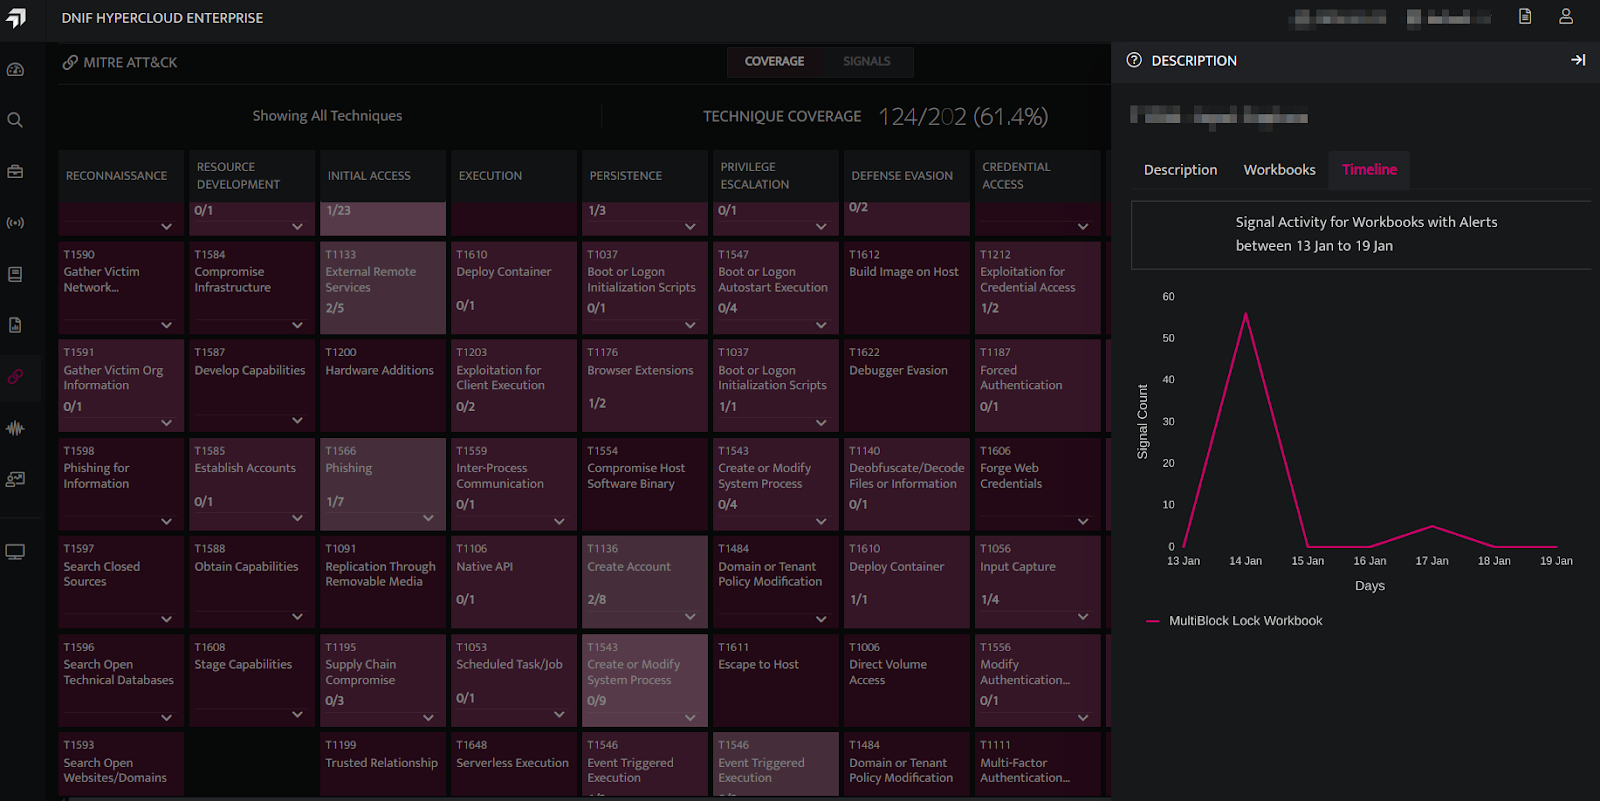 DNIF HYPERCLOUD ENTERPRISE
MITRE ATT&CK
COVERAGE
SIGNALS
Showing All Techniques
TECHNIQUE COVERAGE 124/202 (61.4%)
RECONNAISSANCE
RESOURCE
DEVELOPMENT
INITIAL ACCESS
EXECUTION
PERSISTENCE
PRIVILEGE
ESCALATION
DEFENSE EVASION
CREDENTIAL
ACCESS
0/1
1/23
1/3
0/1
0/2
T1590
Gather Victim
Network...
T1584
Compromise
Infrastructure
T1133
External Remote
Services
2/5
T1610
Deploy Container
0/1
T1037
Boot or Logon
Initialization Scripts
0/1
T1547
Boot or Logon
Autostart Execution
0/4
T1612
Build Image on Host
T1212
Exploitation for
Credential Access
1/2
T1591
Gather Victim Org
Information
0/1
T1587
Develop Capabilities
T1200
Hardware Additions
T1203
Exploitation for
Client Execution
0/2
T1176
Browser Extensions
1/2
T1037
Boot or Logon
Initialization Scripts
1/1
T1622
Debugger Evasion
T1187
Forced
Authentication
0/1
T1598
Phishing for
Information
T1585
Establish Accounts
0/1
T1566
Phishing
1/7
T1559
Inter-Process
Communication
0/1
T1554
Compromise Host
Software Binary
T1543
Create or Modify
System Process
0/4
T1140
Deobfuscate/Decode
Files or Information
0/1
T1606
Forge Web
Credentials
T1597
Search Closed
Sources
T1588
Obtain Capabilities
T1091
Replication Through
Removable Media
T1106
Native API
0/1
T1136
Create Account
2/8
T1484
Domain or Tenant
Policy Modification
T1610
Deploy Container
1/1
T1056
Input Capture
1/4
T1596
Search Open
Technical Databases
T1608
Stage Capabilities
T1195
Supply Chain
Compromise
0/3
T1053
Scheduled Task/Job
0/1
T1543
Create or Modify
System Process
0/9
T1611
Escape to Host
T1006
Direct Volume
Access
T1556
Modify
Authentication...
0/1
T1593
Search Open
Websites/Domains
T1199
Trusted Relationship
T1648
Serverless Execution
T1546
Event Triggered
Execution
T1546
Event Triggered
Execution
T1484
Domain or Tenant
Policy Modification
T1111
Multi-Factor
Authentication...
DESCRIPTION
Description
Workbooks
Timeline
Signal Activity for Workbooks with Alerts
between 13 Jan to 19 Jan
60
50
40
30
20
10
0
Signal Count
13 Jan
14 Jan
15 Jan
16 Jan
17 Jan
18 Jan
19 Jan
Days
MultiBlock Lock Workbook